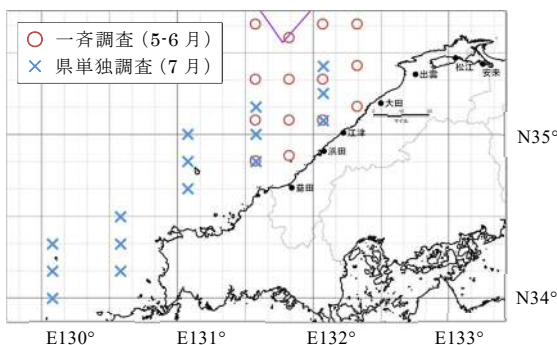 一斉調査(5-6月)
県単独調査(7月)
松江
安来
出雲
大田
江津
N35°
浜田
益田
N34°
E130° E131° E132° E133°